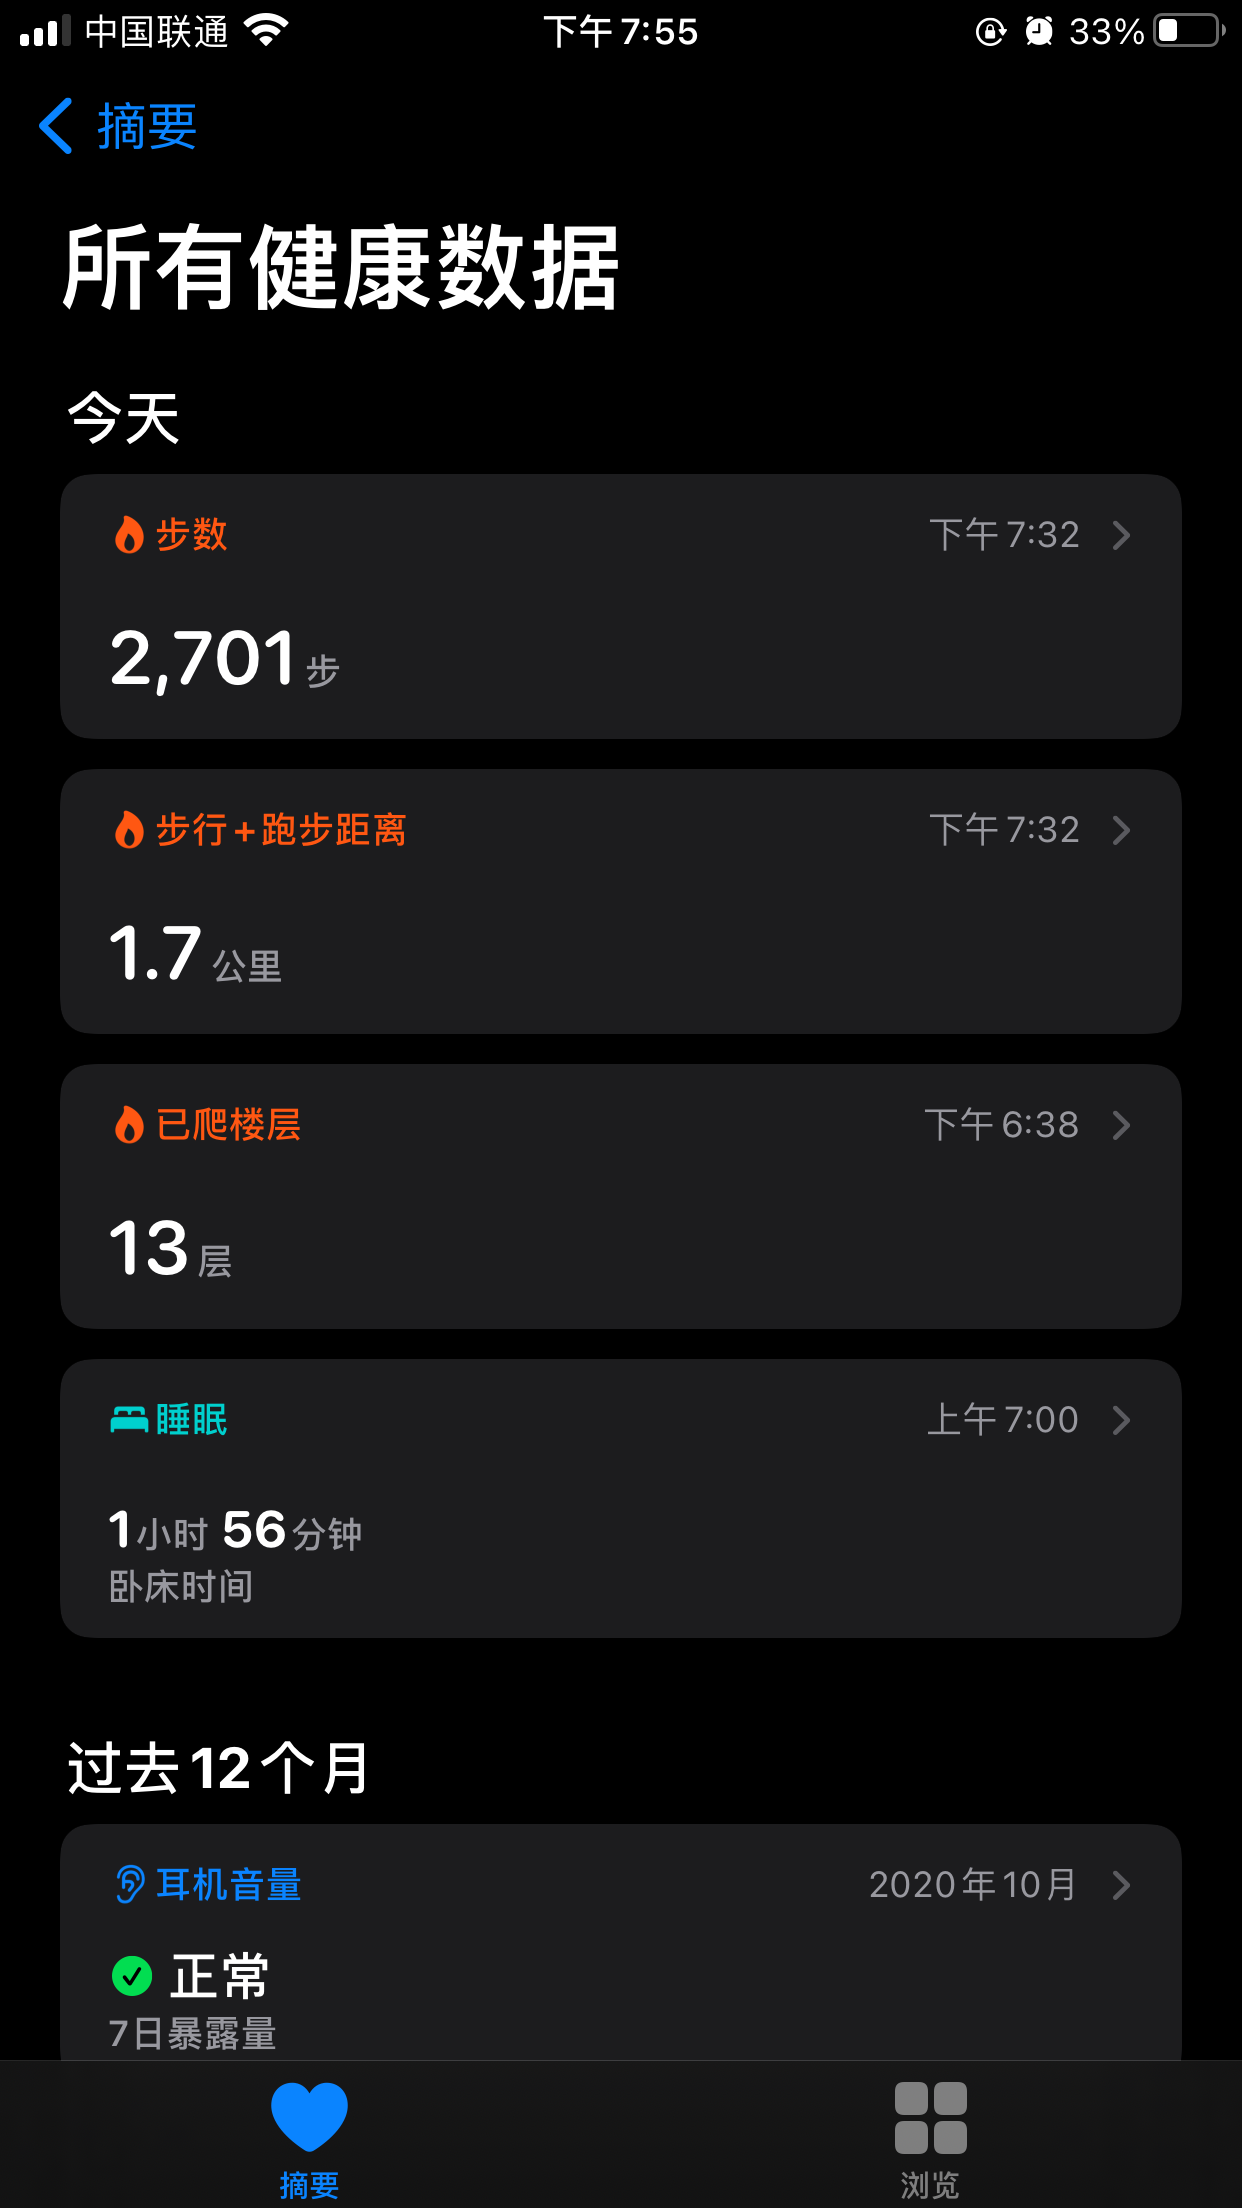 中国联通 下午 7:55 33%
摘要
所有健康数据
今天
步数 下午 7:32
2,701 步
步行+跑步距离 下午 7:32
1.7 公里
已爬楼层 下午 6:38
13 层
睡眠 上午 7:00
1小时 56分钟
卧床时间
过去12个月
耳机音量 2020年10月
正常
7日暴露量
摘要 浏览